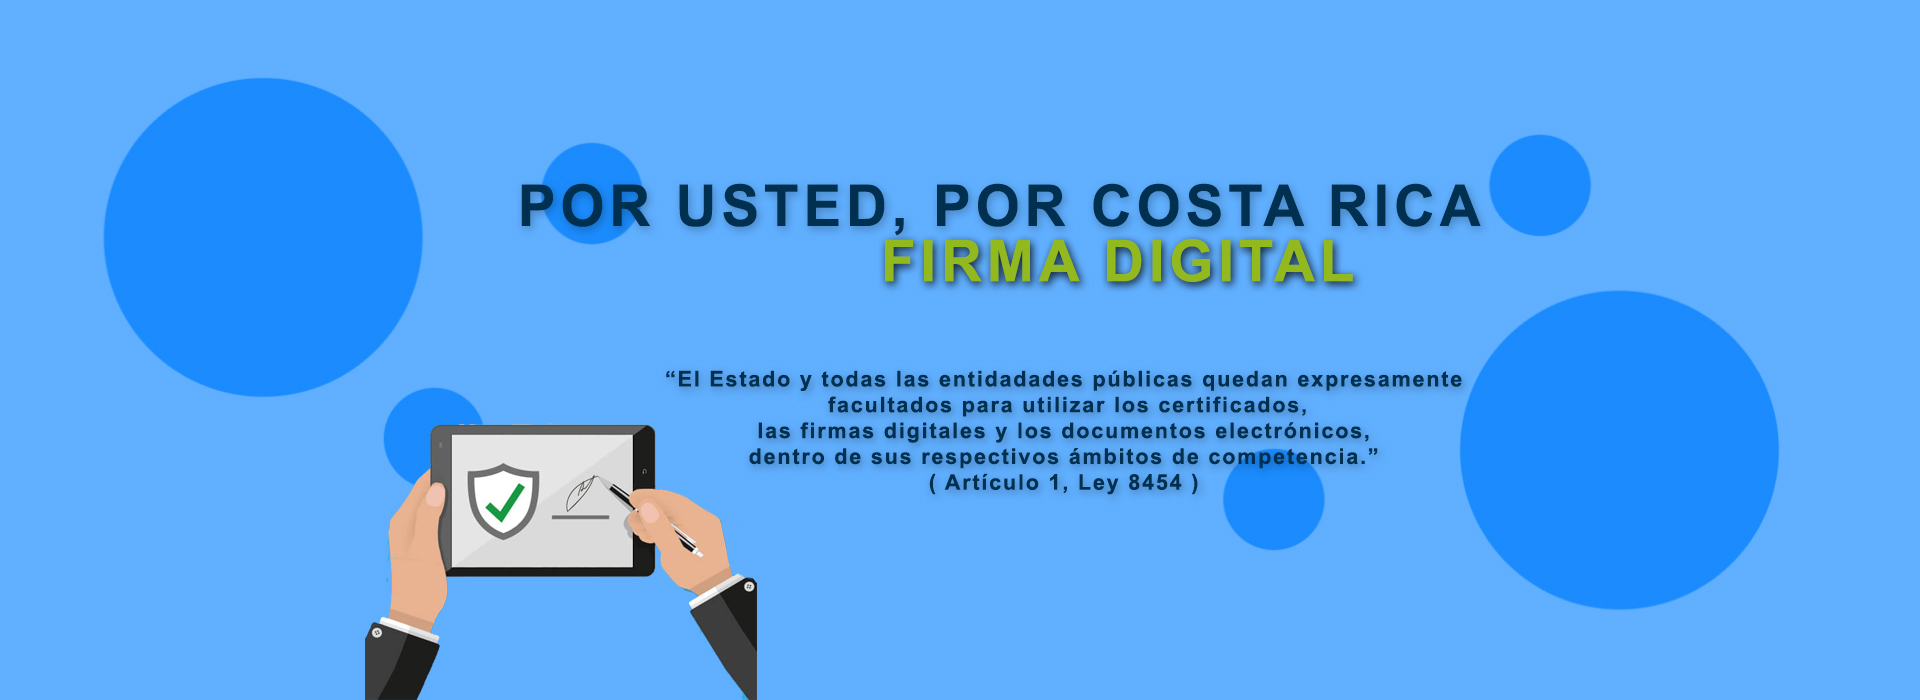 POR USTED, POR COSTA RICA
FIRMA DIGITAL
“El Estado y todas las entidadades públicas quedan expresamente
facultados para utilizar los certificados,
las firmas digitales y los documentos electrónicos,
dentro de sus respectivos ámbitos de competencia.”
( Artículo 1, Ley 8454 )